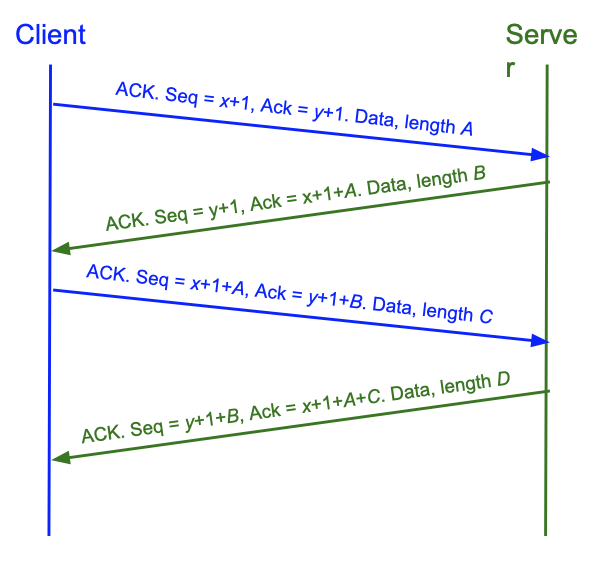 Client
Serve
r
ACK. Seq = x+1, Ack = y+1. Data, length A
ACK. Seq = y+1, Ack = x+1+A. Data, length B
ACK. Seq = x+1+A, Ack = y+1+B. Data, length C
ACK. Seq = y+1+B, Ack = x+1+A+C. Data, length D